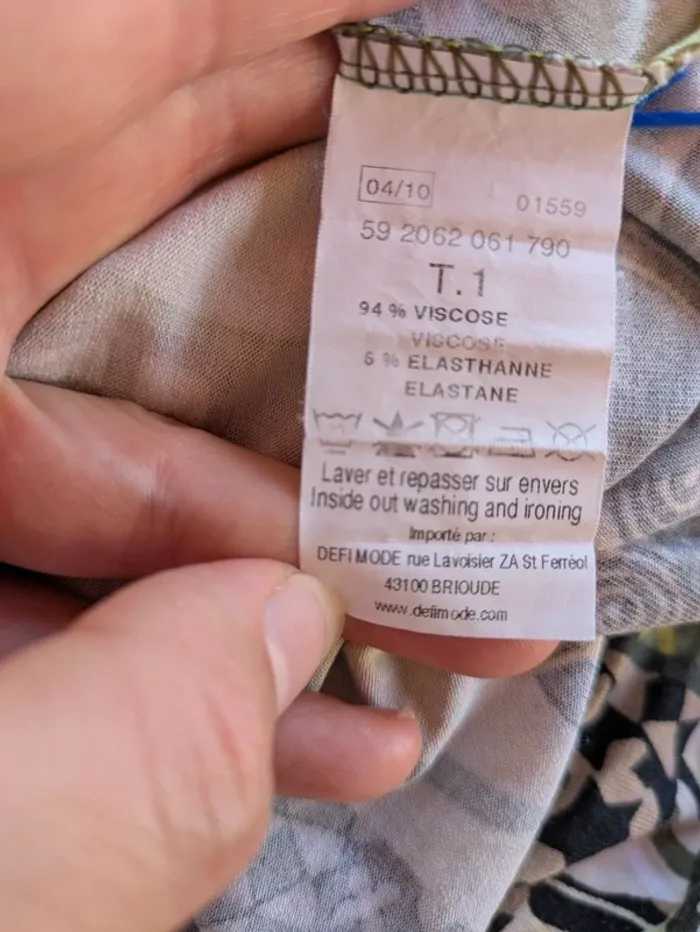 04/10 01559
59 2062 061 790
T.1
94 % VISCOSE
VISCOSE
6 % ELASTHANNE
ELASTANE
Laver et repasser sur envers
Inside out washing and ironing
Importé par :
DEFI MODE rue Lavoisier ZA St Ferréol
43100 BRIOUDE
www.defimode.com